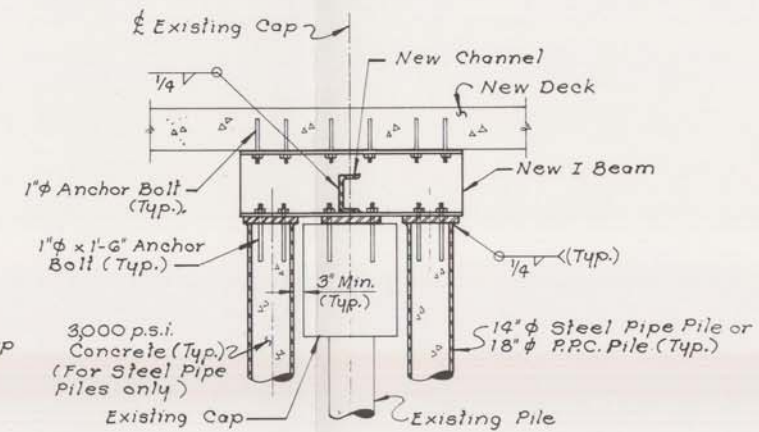 ℄ Existing Cap
New Channel
1/4
New Deck
New I Beam
1"ϕ Anchor Bolt
(Typ.).
1"ϕ x 1'-6" Anchor
Bolt (Typ.)
1/4 (Typ.)
3" Min.
(Typ.)
p
3,000 p.s.i.
Concrete (Typ.)
(For Steel Pipe
Piles only)
14"ϕ Steel Pipe Pile or
18"ϕ P.P.C. Pile (Typ.)
Existing Cap
Existing Pile